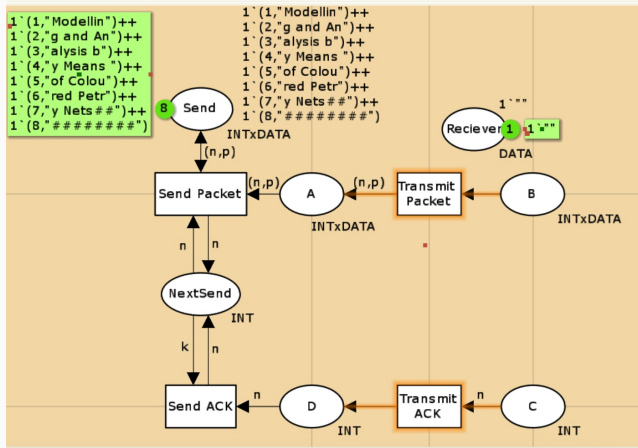 1`(1,"Modellin")++
1`(2,"g and An")++
1`(3,"alysis b")++
1`(4,"y Means ")++
1`(5,"of Colou")++
1`(6,"red Petr")++
1`(7,"y Nets##")++
1`(8,"########")
1`(1,"Modellin")++
1`(2,"g and An")++
1`(3,"alysis b")++
1`(4,"y Means ")++
1`(5,"of Colou")++
1`(6,"red Petr")++
1`(7,"y Nets##")++
1`(8,"########")
8
Send
INTxDATA
1`""
Reciever
1
1`""
DATA
(n,p)
Send Packet
(n,p)
A
INTxDATA
(n,p)
Transmit
Packet
B
INTxDATA
n
n
NextSend
INT
k
n
Send ACK
n
D
INT
Transmit
ACK
n
C
INT